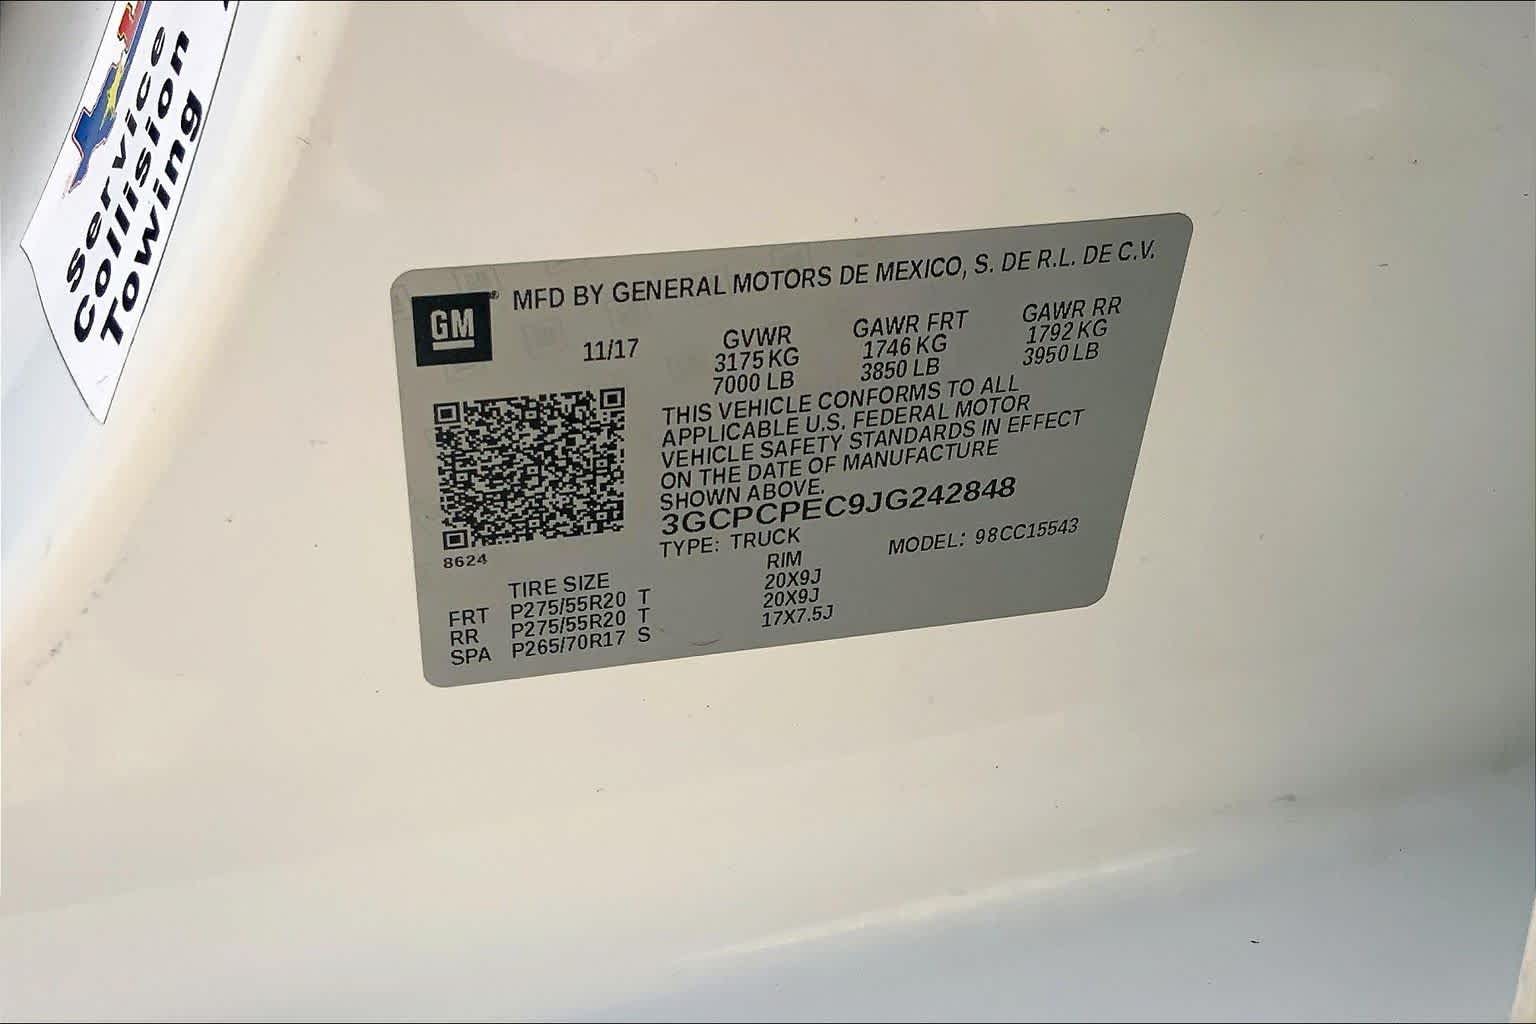 Service
Collision
Towing
GM ® MFD BY GENERAL MOTORS DE MEXICO, S. DE R.L. DE C.V.
11/17 GVWR GAWR FRT GAWR RR
3175 KG 1746 KG 1792 KG
7000 LB 3850 LB 3950 LB
THIS VEHICLE CONFORMS TO ALL
APPLICABLE U.S. FEDERAL MOTOR
VEHICLE SAFETY STANDARDS IN EFFECT
ON THE DATE OF MANUFACTURE
SHOWN ABOVE.
3GCPCPEC9JG242848
8624
TYPE: TRUCK MODEL: 98CC15543
TIRE SIZE RIM
FRT P275/55R20 T 20X9J
RR P275/55R20 T 20X9J
SPA P265/70R17 S 17X7.5J